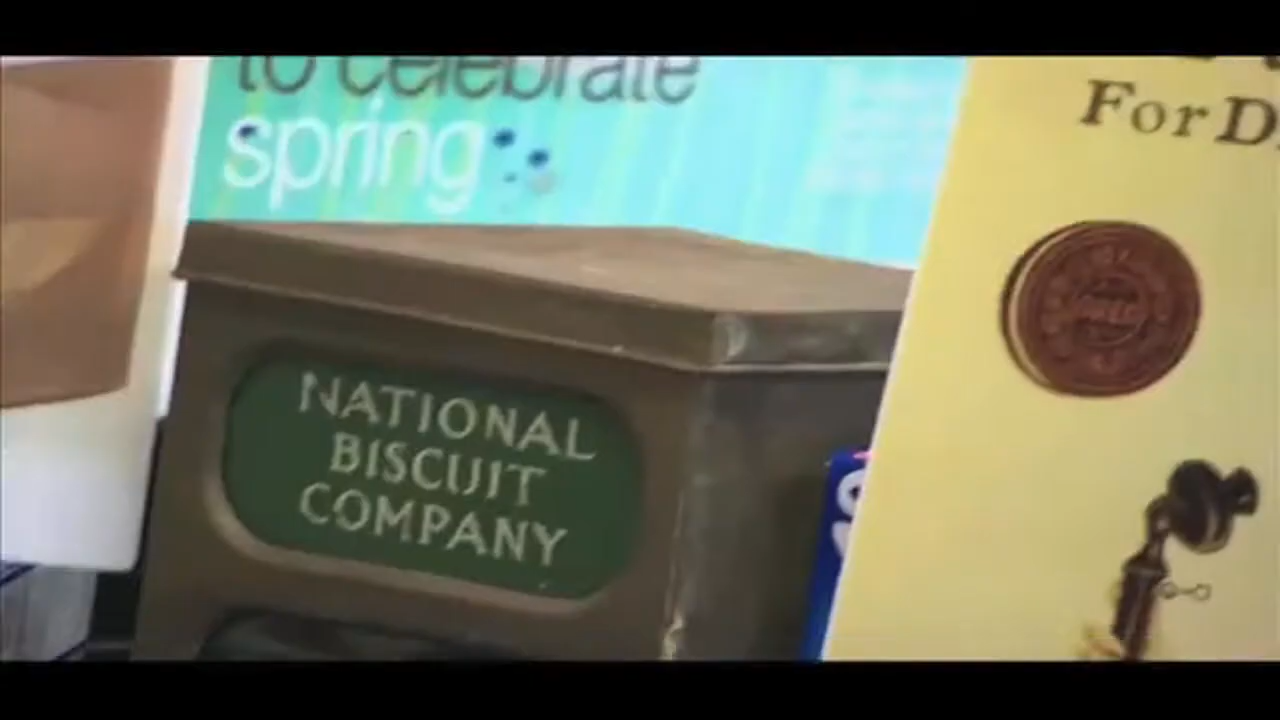 to celebrate
spring
For D
NATIONAL
BISCUIT
COMPANY